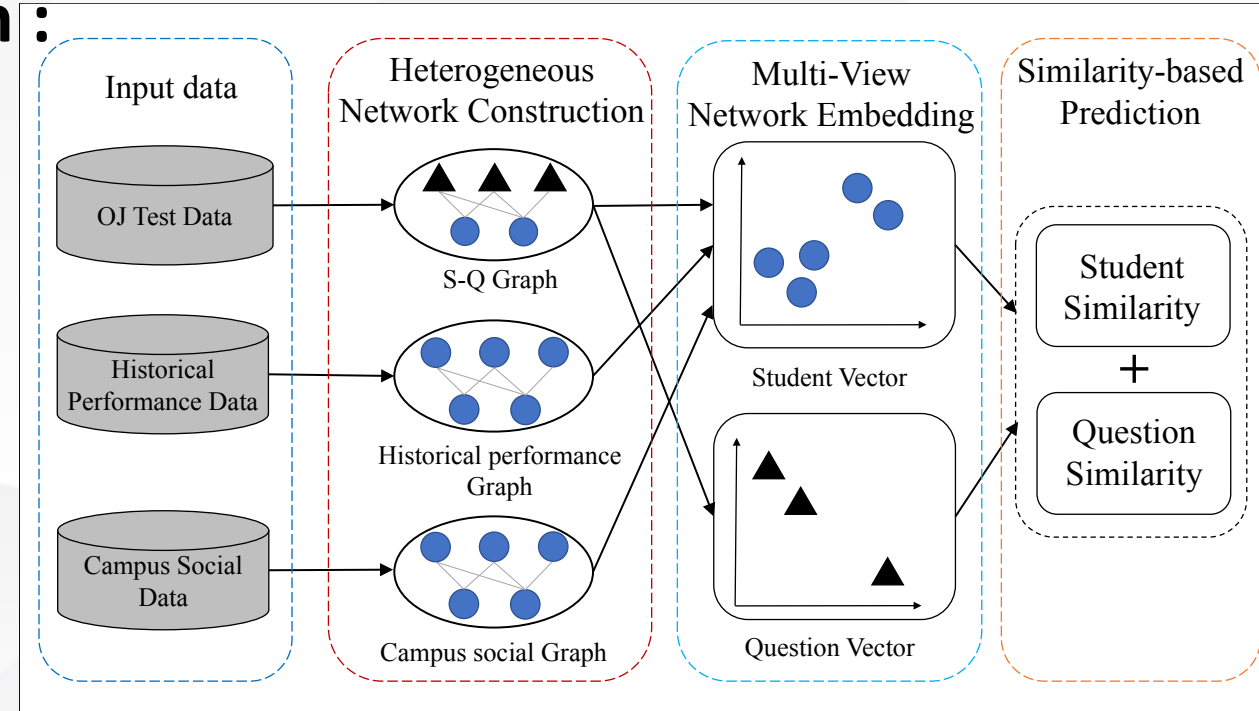 n :
Input data
OJ Test Data
Historical
Performance Data
Campus Social
Data
Heterogeneous
Network Construction
S-Q Graph
Historical performance
Graph
Campus social Graph
Multi-View
Network Embedding
Student Vector
Question Vector
Similarity-based
Prediction
Student
Similarity
+
Question
Similarity